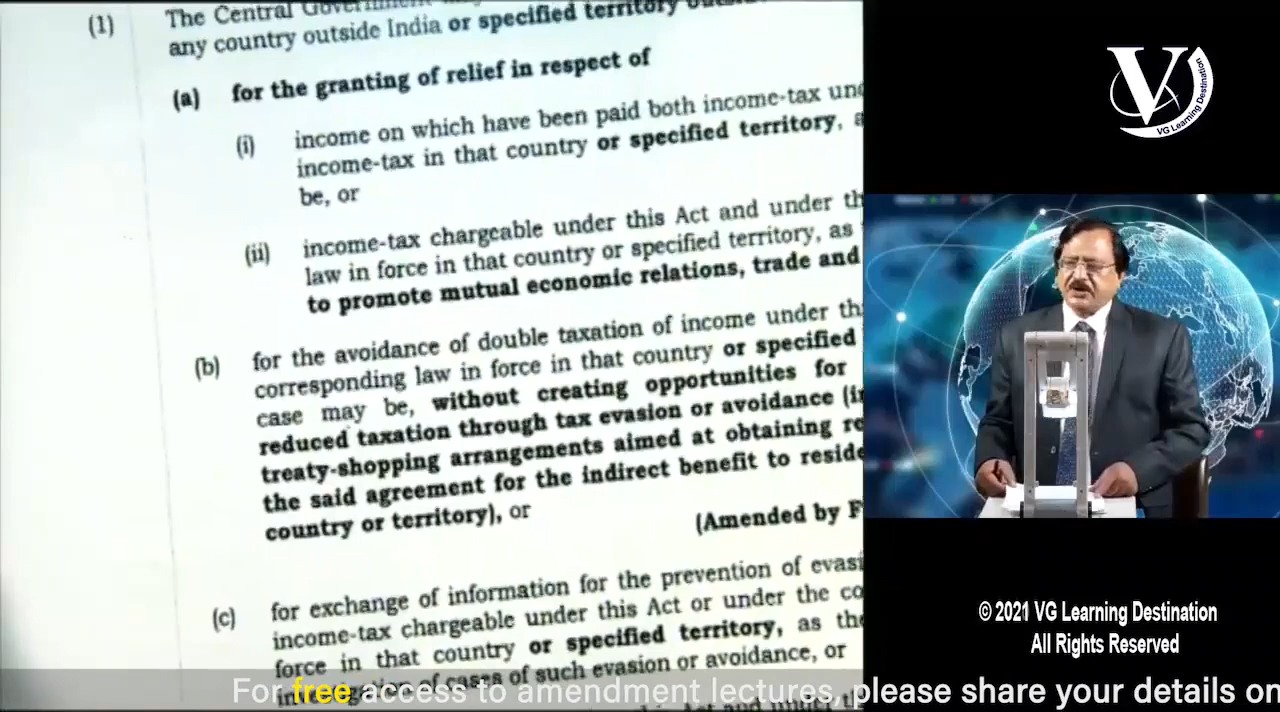 (1) The Central Government
any country outside India or specified territory
(a) for the granting of relief in respect of
(i) income on which have been paid both income-tax
income-tax in that country or specified territory,
be, or
(ii) income-tax chargeable under this Act and under
law in force in that country or specified territory, as
to promote mutual economic relations, trade and
(b) for the avoidance of double taxation of income under
corresponding law in force in that country or specified
case may be, without creating opportunities for
reduced taxation through tax evasion or avoidance
treaty-shopping arrangements aimed at obtaining
the said agreement for the indirect benefit to
country or territory), or
(Amended by
(c) for exchange of information for the prevention of
income-tax chargeable under this Act or under the
force in that country or specified territory, as
of cases of such evasion or avoidance, or
Act and under
V
VG Learning Destination
© 2021 VG Learning Destination
All Rights Reserved
For free access to amendment lectures, please share your details on